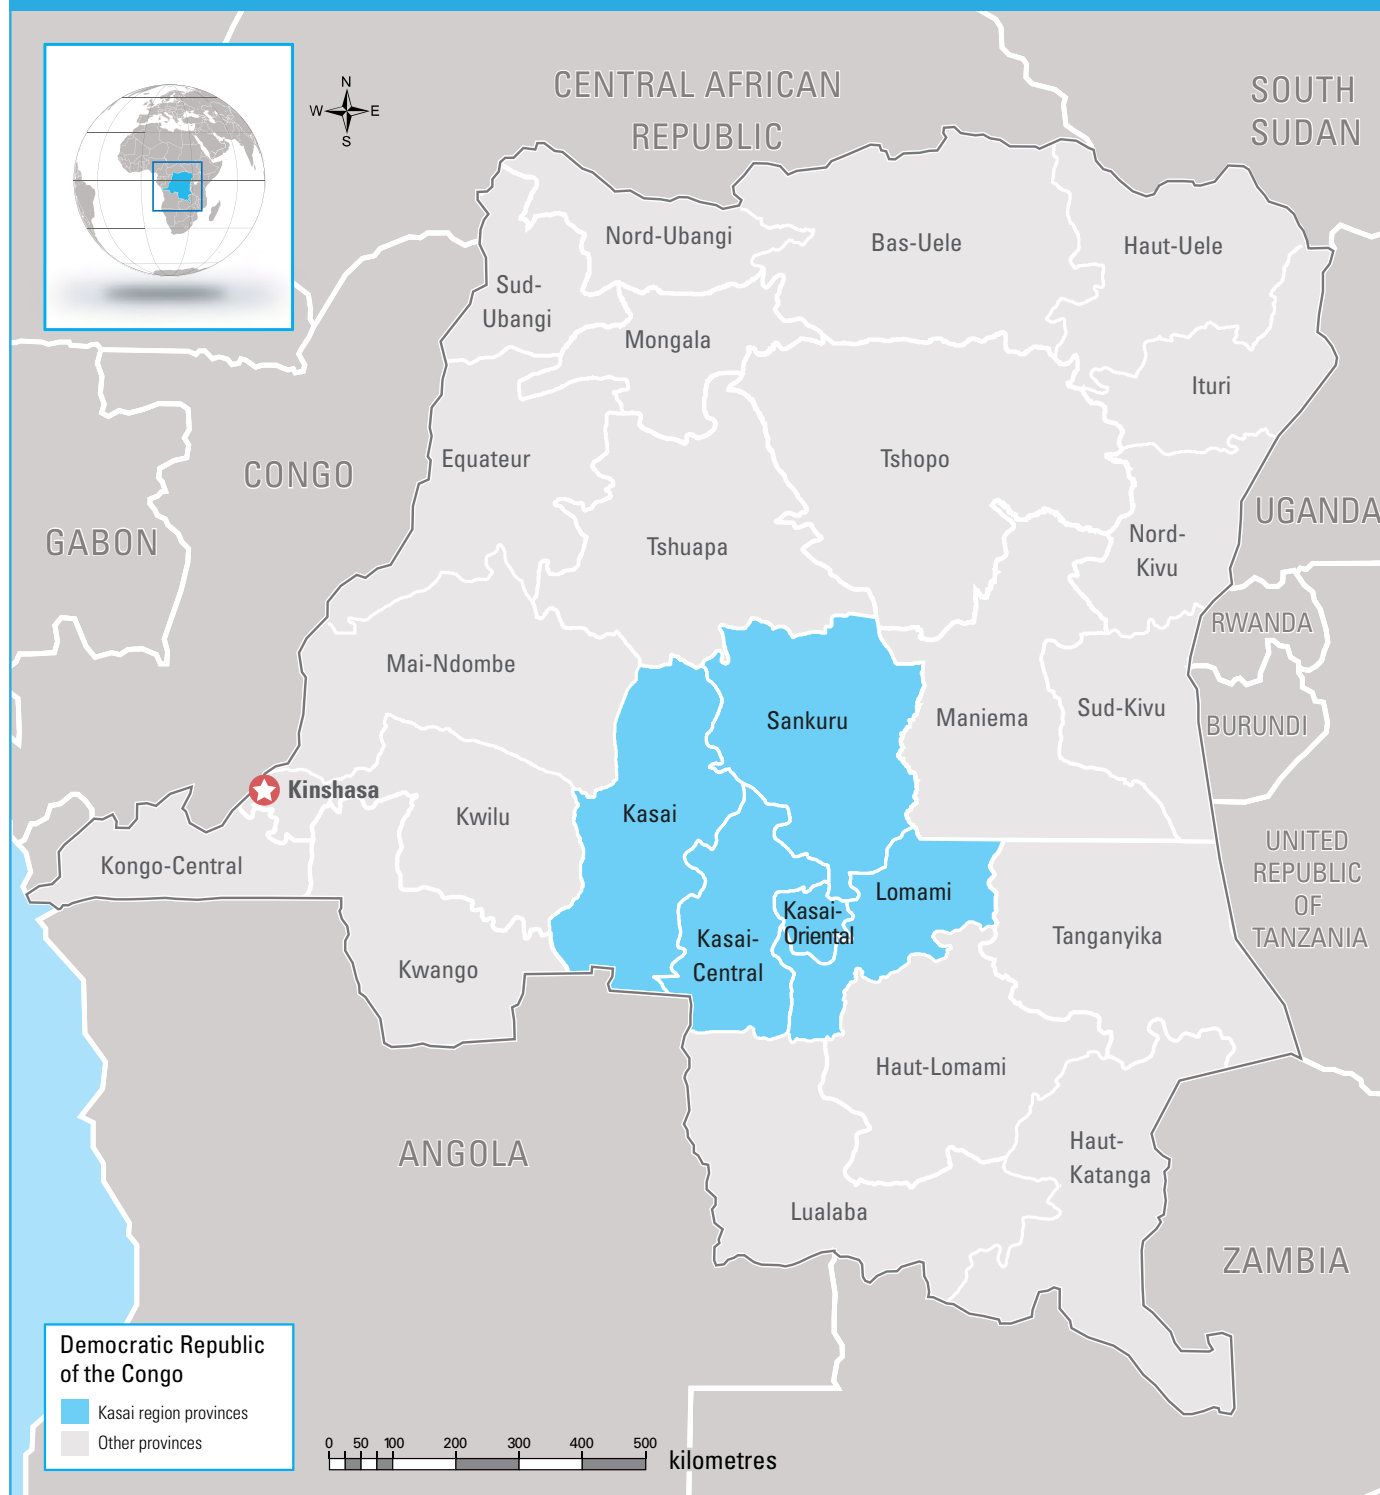 N
W E
S
CENTRAL AFRICAN
REPUBLIC
SOUTH
SUDAN
Nord-Ubangi
Bas-Uele
Haut-Uele
Sud-
Ubangi
Mongala
Ituri
Equateur
Tshopo
CONGO
GABON
UGANDA
Tshuapa
Nord-
Kivu
RWANDA
Mai-Ndombe
Sankuru
Maniema
Sud-Kivu
BURUNDI
Kinshasa
Kwilu
Kasai
UNITED
REPUBLIC
OF
TANZANIA
Kongo-Central
Lomami
Kasai-
Oriental
Kasai-
Central
Tanganyika
Kwango
Haut-Lomami
ANGOLA
Haut-
Katanga
Lualaba
ZAMBIA
Democratic Republic
of the Congo
Kasai region provinces
Other provinces
0 50 100 200 300 400 500
kilometres